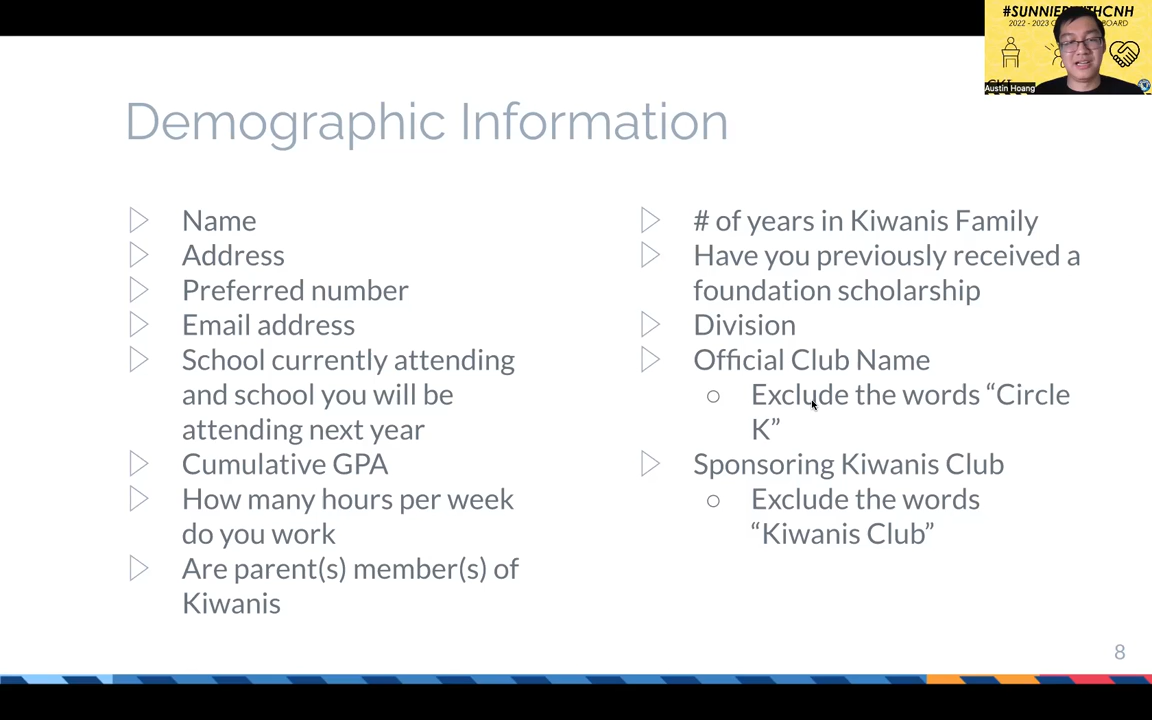 #SUNNIER WITHCNH
2022 - 2023 C BOARD
Austin Hoang
Demographic Information
Name
Address
Preferred number
Email address
School currently attending
and school you will be
attending next year
Cumulative GPA
How many hours per week
do you work
Are parent(s) member(s) of
Kiwanis
# of years in Kiwanis Family
Have you previously received a
foundation scholarship
Division
Official Club Name
Exclude the words “Circle
K”
Sponsoring Kiwanis Club
Exclude the words
“Kiwanis Club”
8